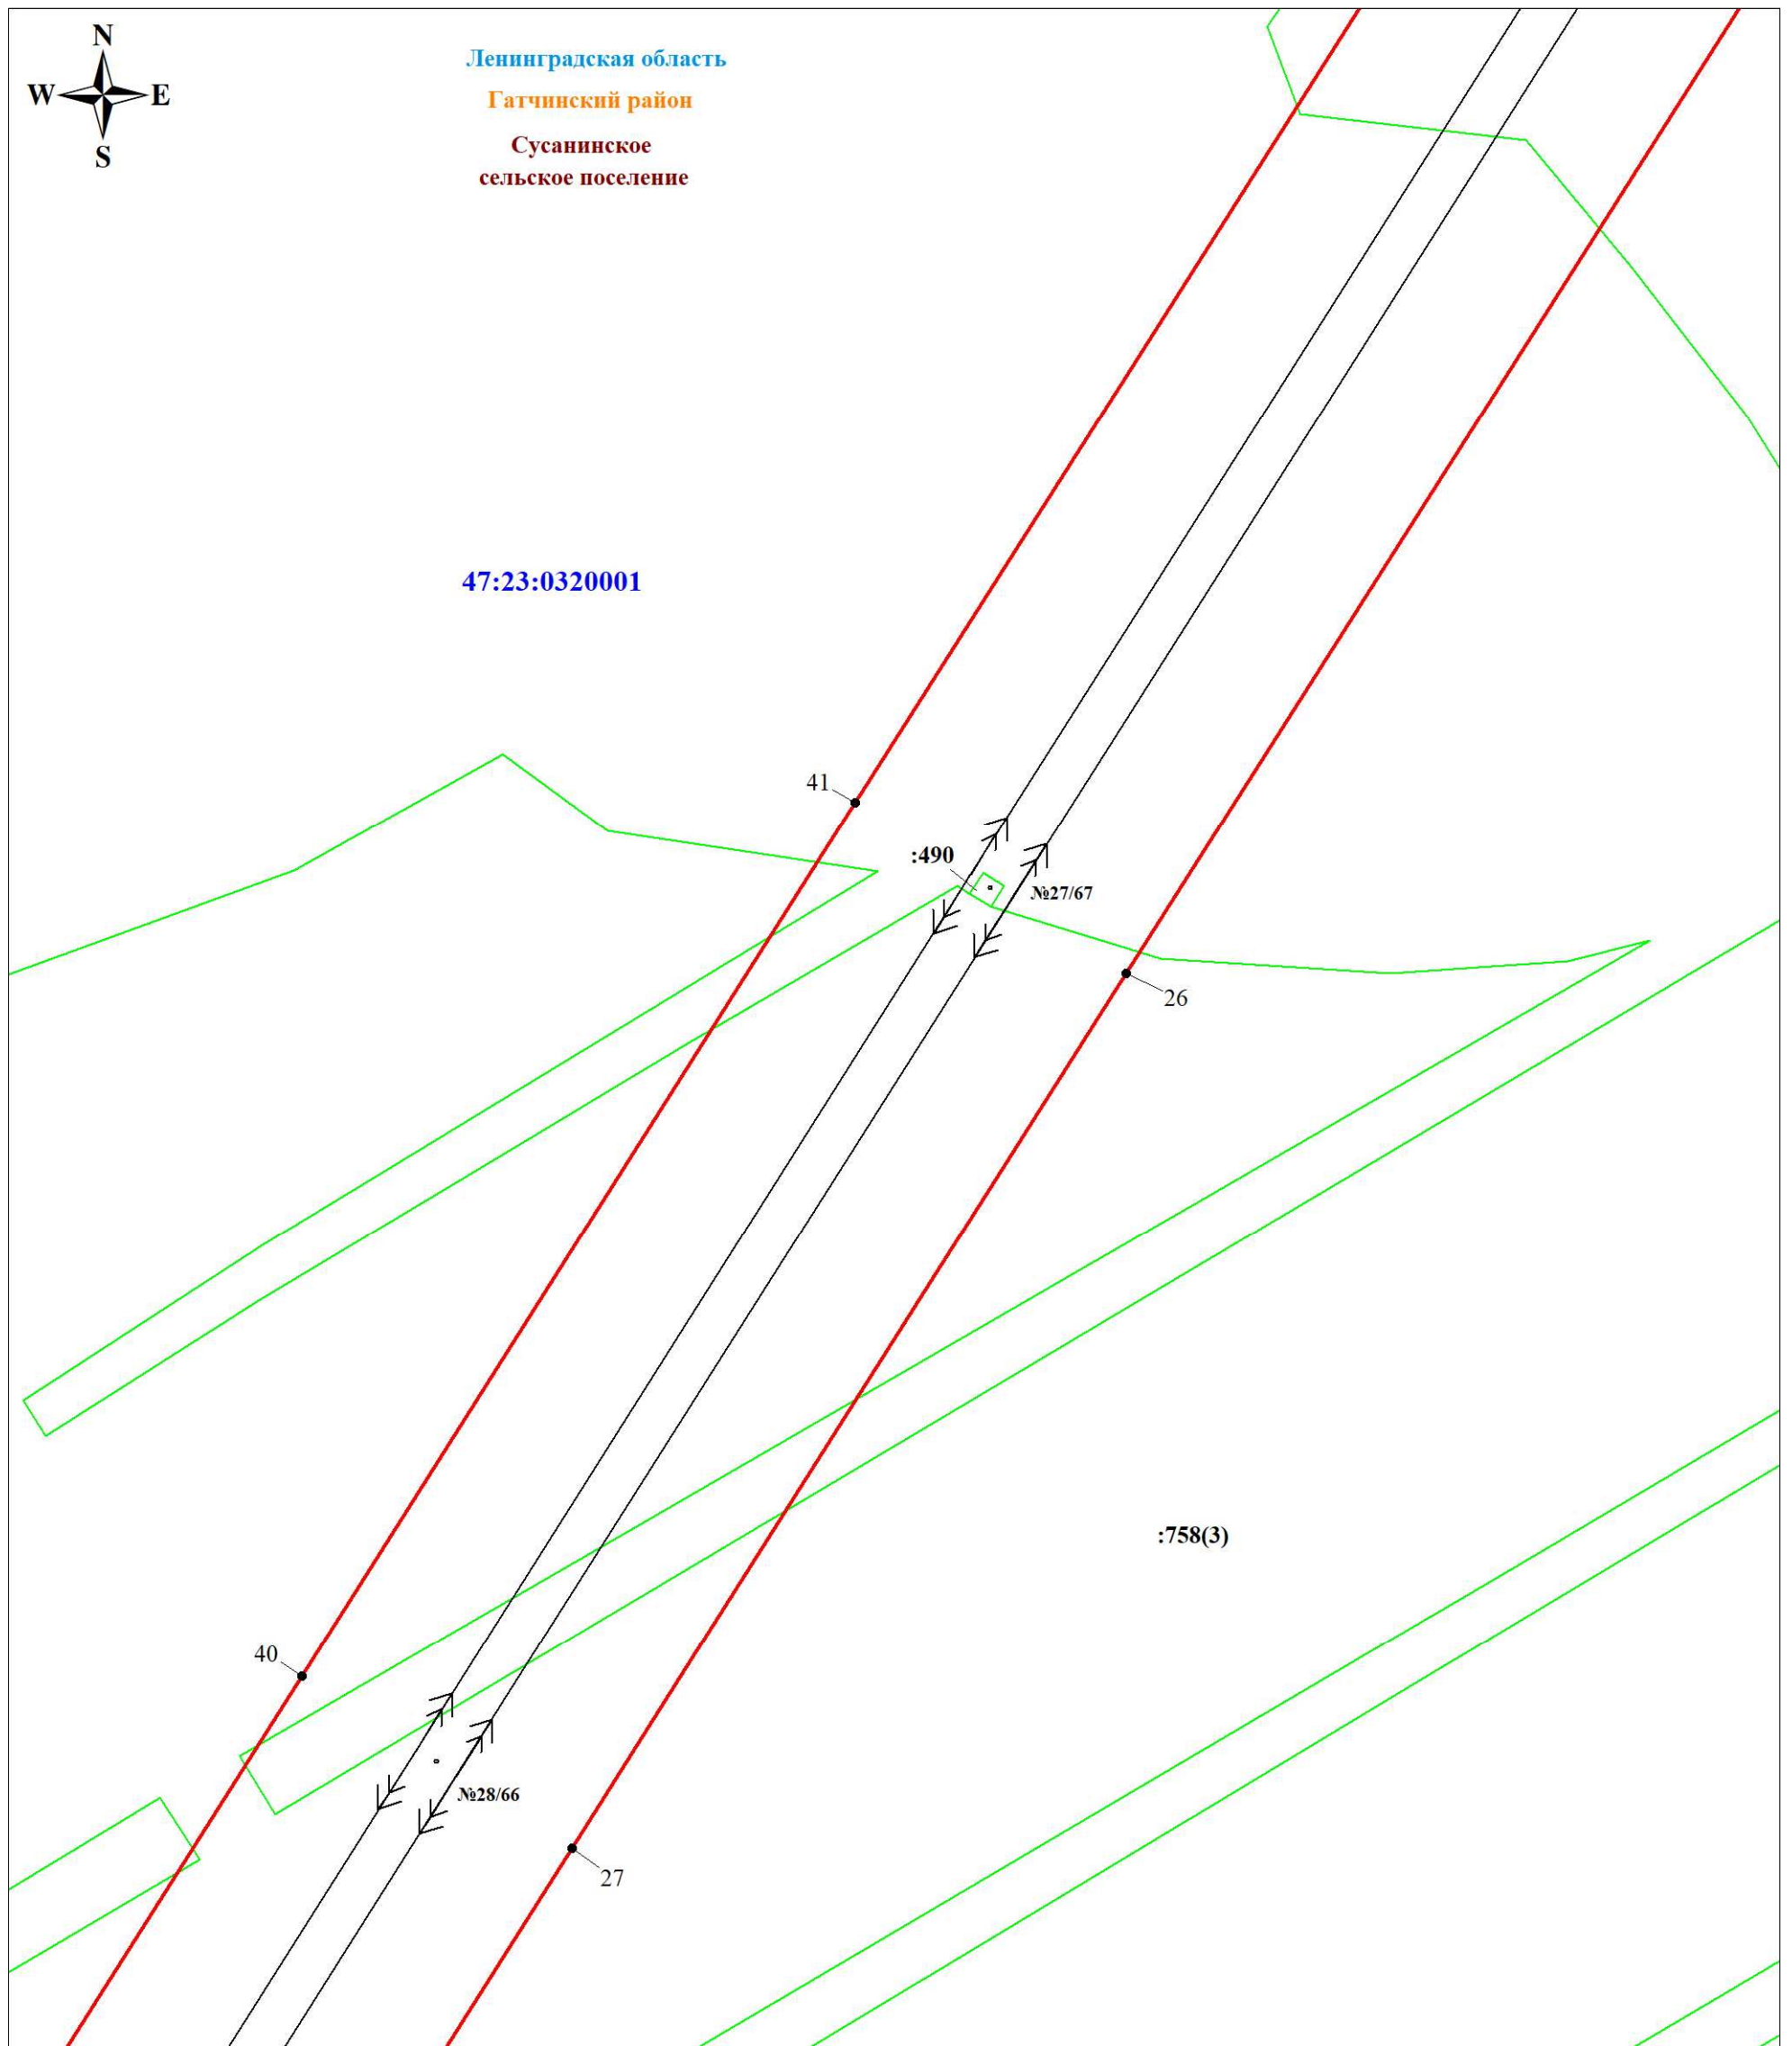 N
W E
S
Ленинградская область
Гатчинский район
Сусанинское
сельское поселение
47:23:0320001
41
:490
№27/67
26
:758(3)
40
№28/66
27